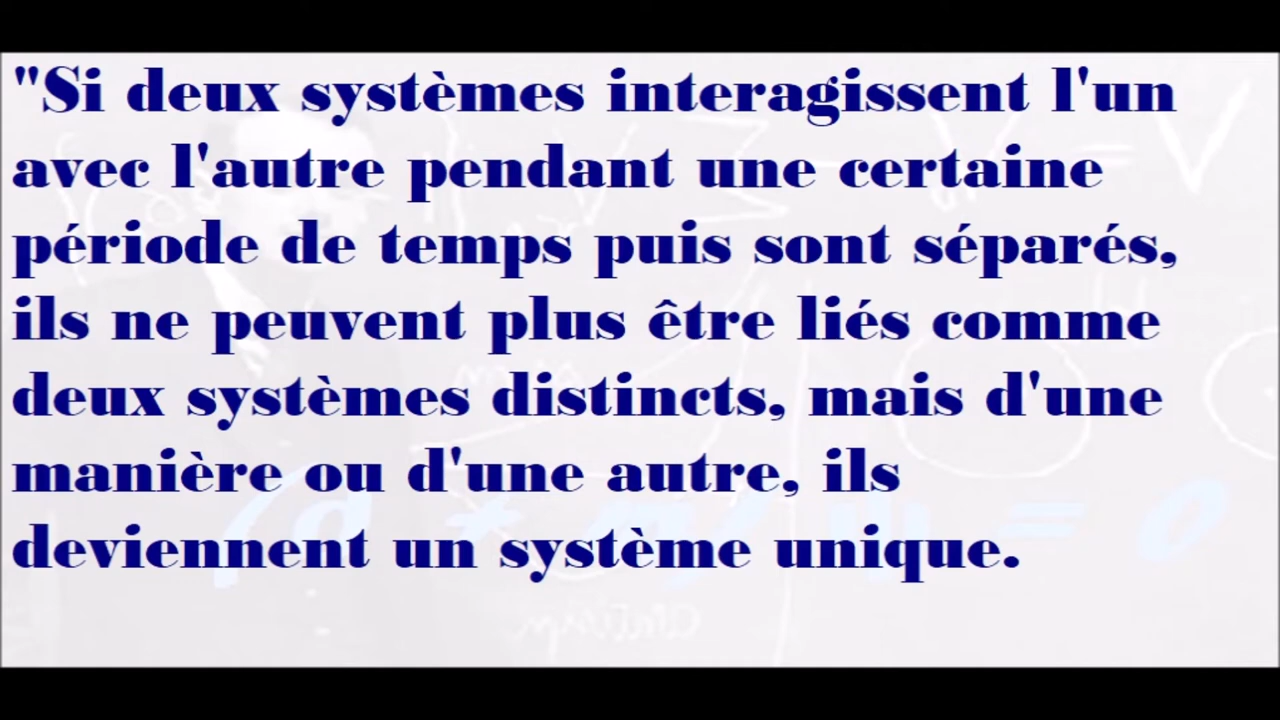 "Si deux systèmes interagissent l'un
avec l'autre pendant une certaine
période de temps puis sont séparés,
ils ne peuvent plus être liés comme
deux systèmes distincts, mais d'une
manière ou d'une autre, ils
deviennent un système unique.